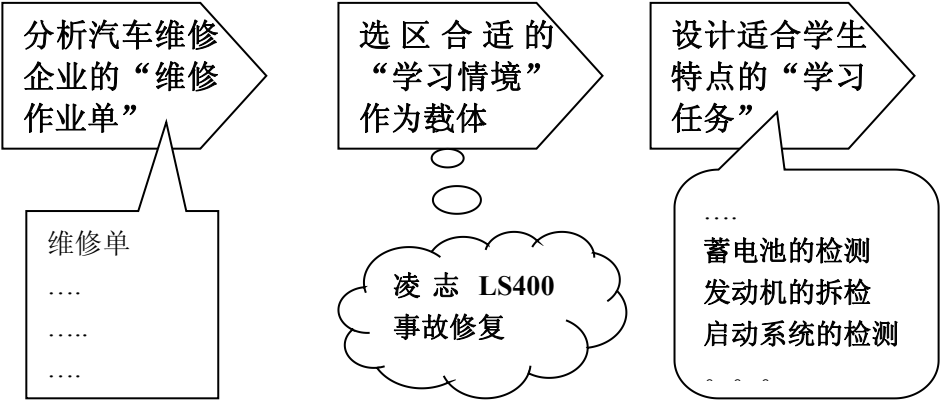 分析汽车维修
企业的“维修
作业单”
选区合适的
“学习情境”
作为载体
设计适合学生
特点的“学习
任务”
维修单
….
…..
….
凌志 LS400
事故修复
….
蓄电池的检测
发动机的拆检
启动系统的检测
。。。